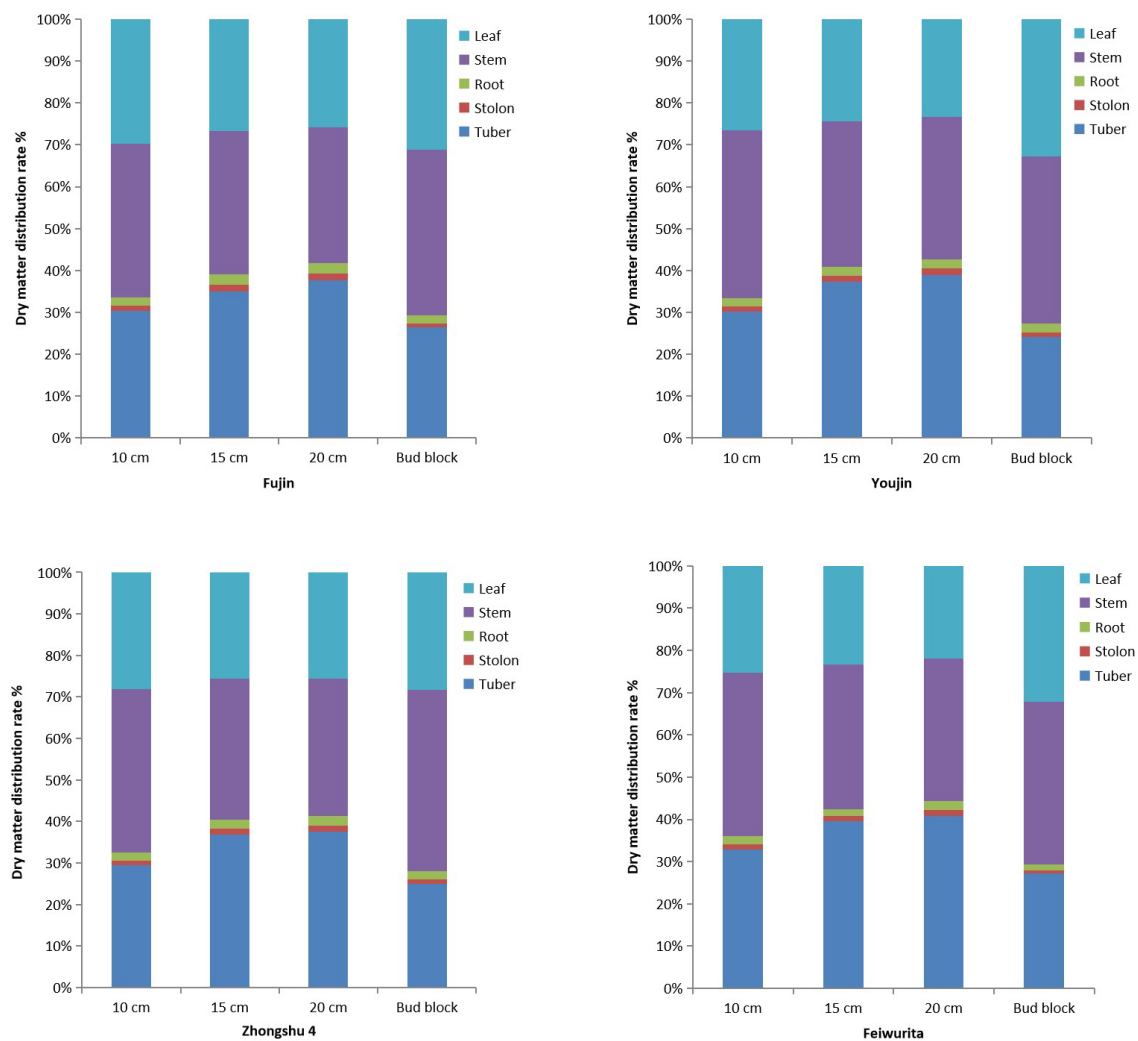 Dry matter distribution rate %
100%
90%
80%
70%
60%
50%
40%
30%
20%
10%
0%
10 cm
15 cm
20 cm
Bud block
Fujin
Leaf
Stem
Root
Stolon
Tuber
Dry matter distribution rate %
100%
90%
80%
70%
60%
50%
40%
30%
20%
10%
0%
10 cm
15 cm
20 cm
Bud block
Youjin
Leaf
Stem
Root
Stolon
Tuber
Dry matter distribution rate %
100%
90%
80%
70%
60%
50%
40%
30%
20%
10%
0%
10 cm
15 cm
20 cm
Bud block
Zhongshu 4
Leaf
Stem
Root
Stolon
Tuber
Dry matter distribution rate %
100%
90%
80%
70%
60%
50%
40%
30%
20%
10%
0%
10 cm
15 cm
20 cm
Bud block
Feiwurita
Leaf
Stem
Root
Stolon
Tuber